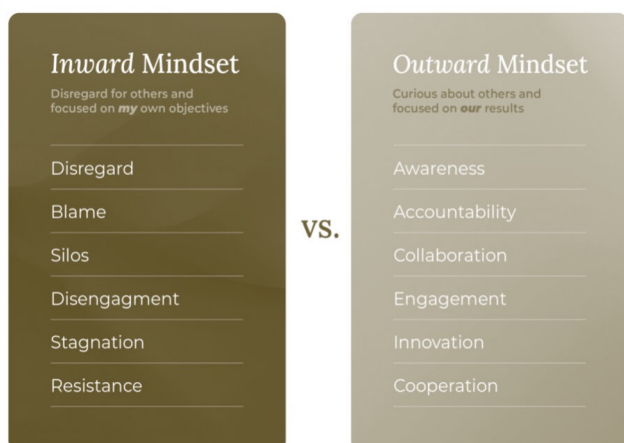 Inward Mindset
Disregard for others and
focused on my own objectives
Disregard
Blame
Silos
Disengagment
Stagnation
Resistance
vs.
Outward Mindset
Curious about others and
focused on our results
Awareness
Accountability
Collaboration
Engagement
Innovation
Cooperation